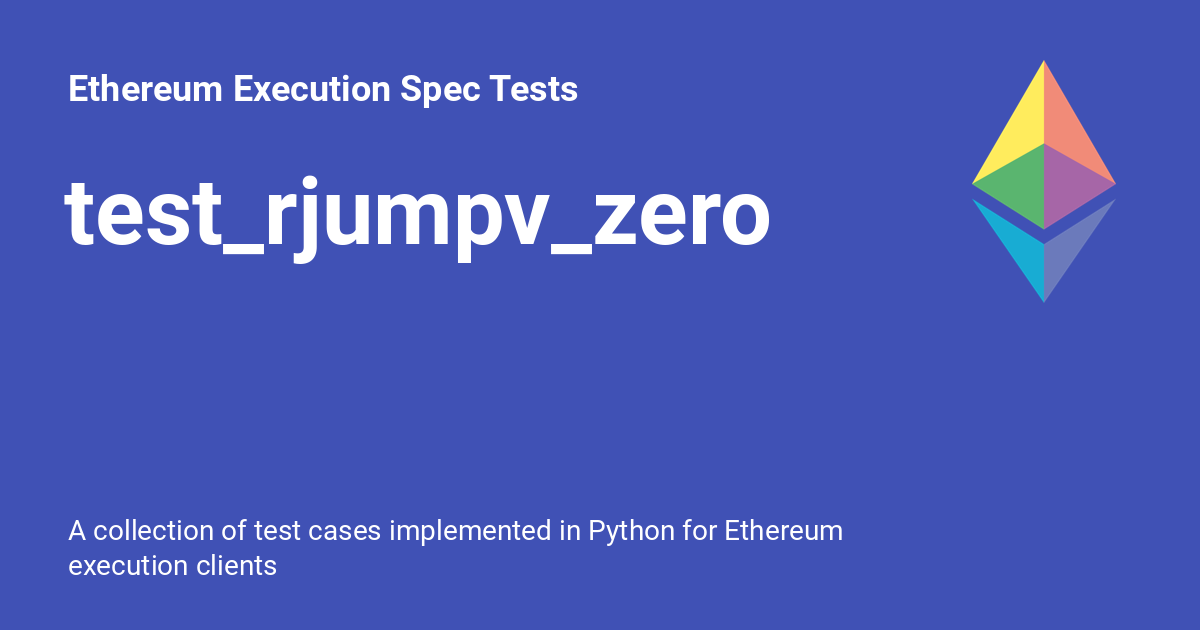 Ethereum Execution Spec Tests
test_rjumpv_zero
A collection of test cases implemented in Python for Ethereum
execution clients